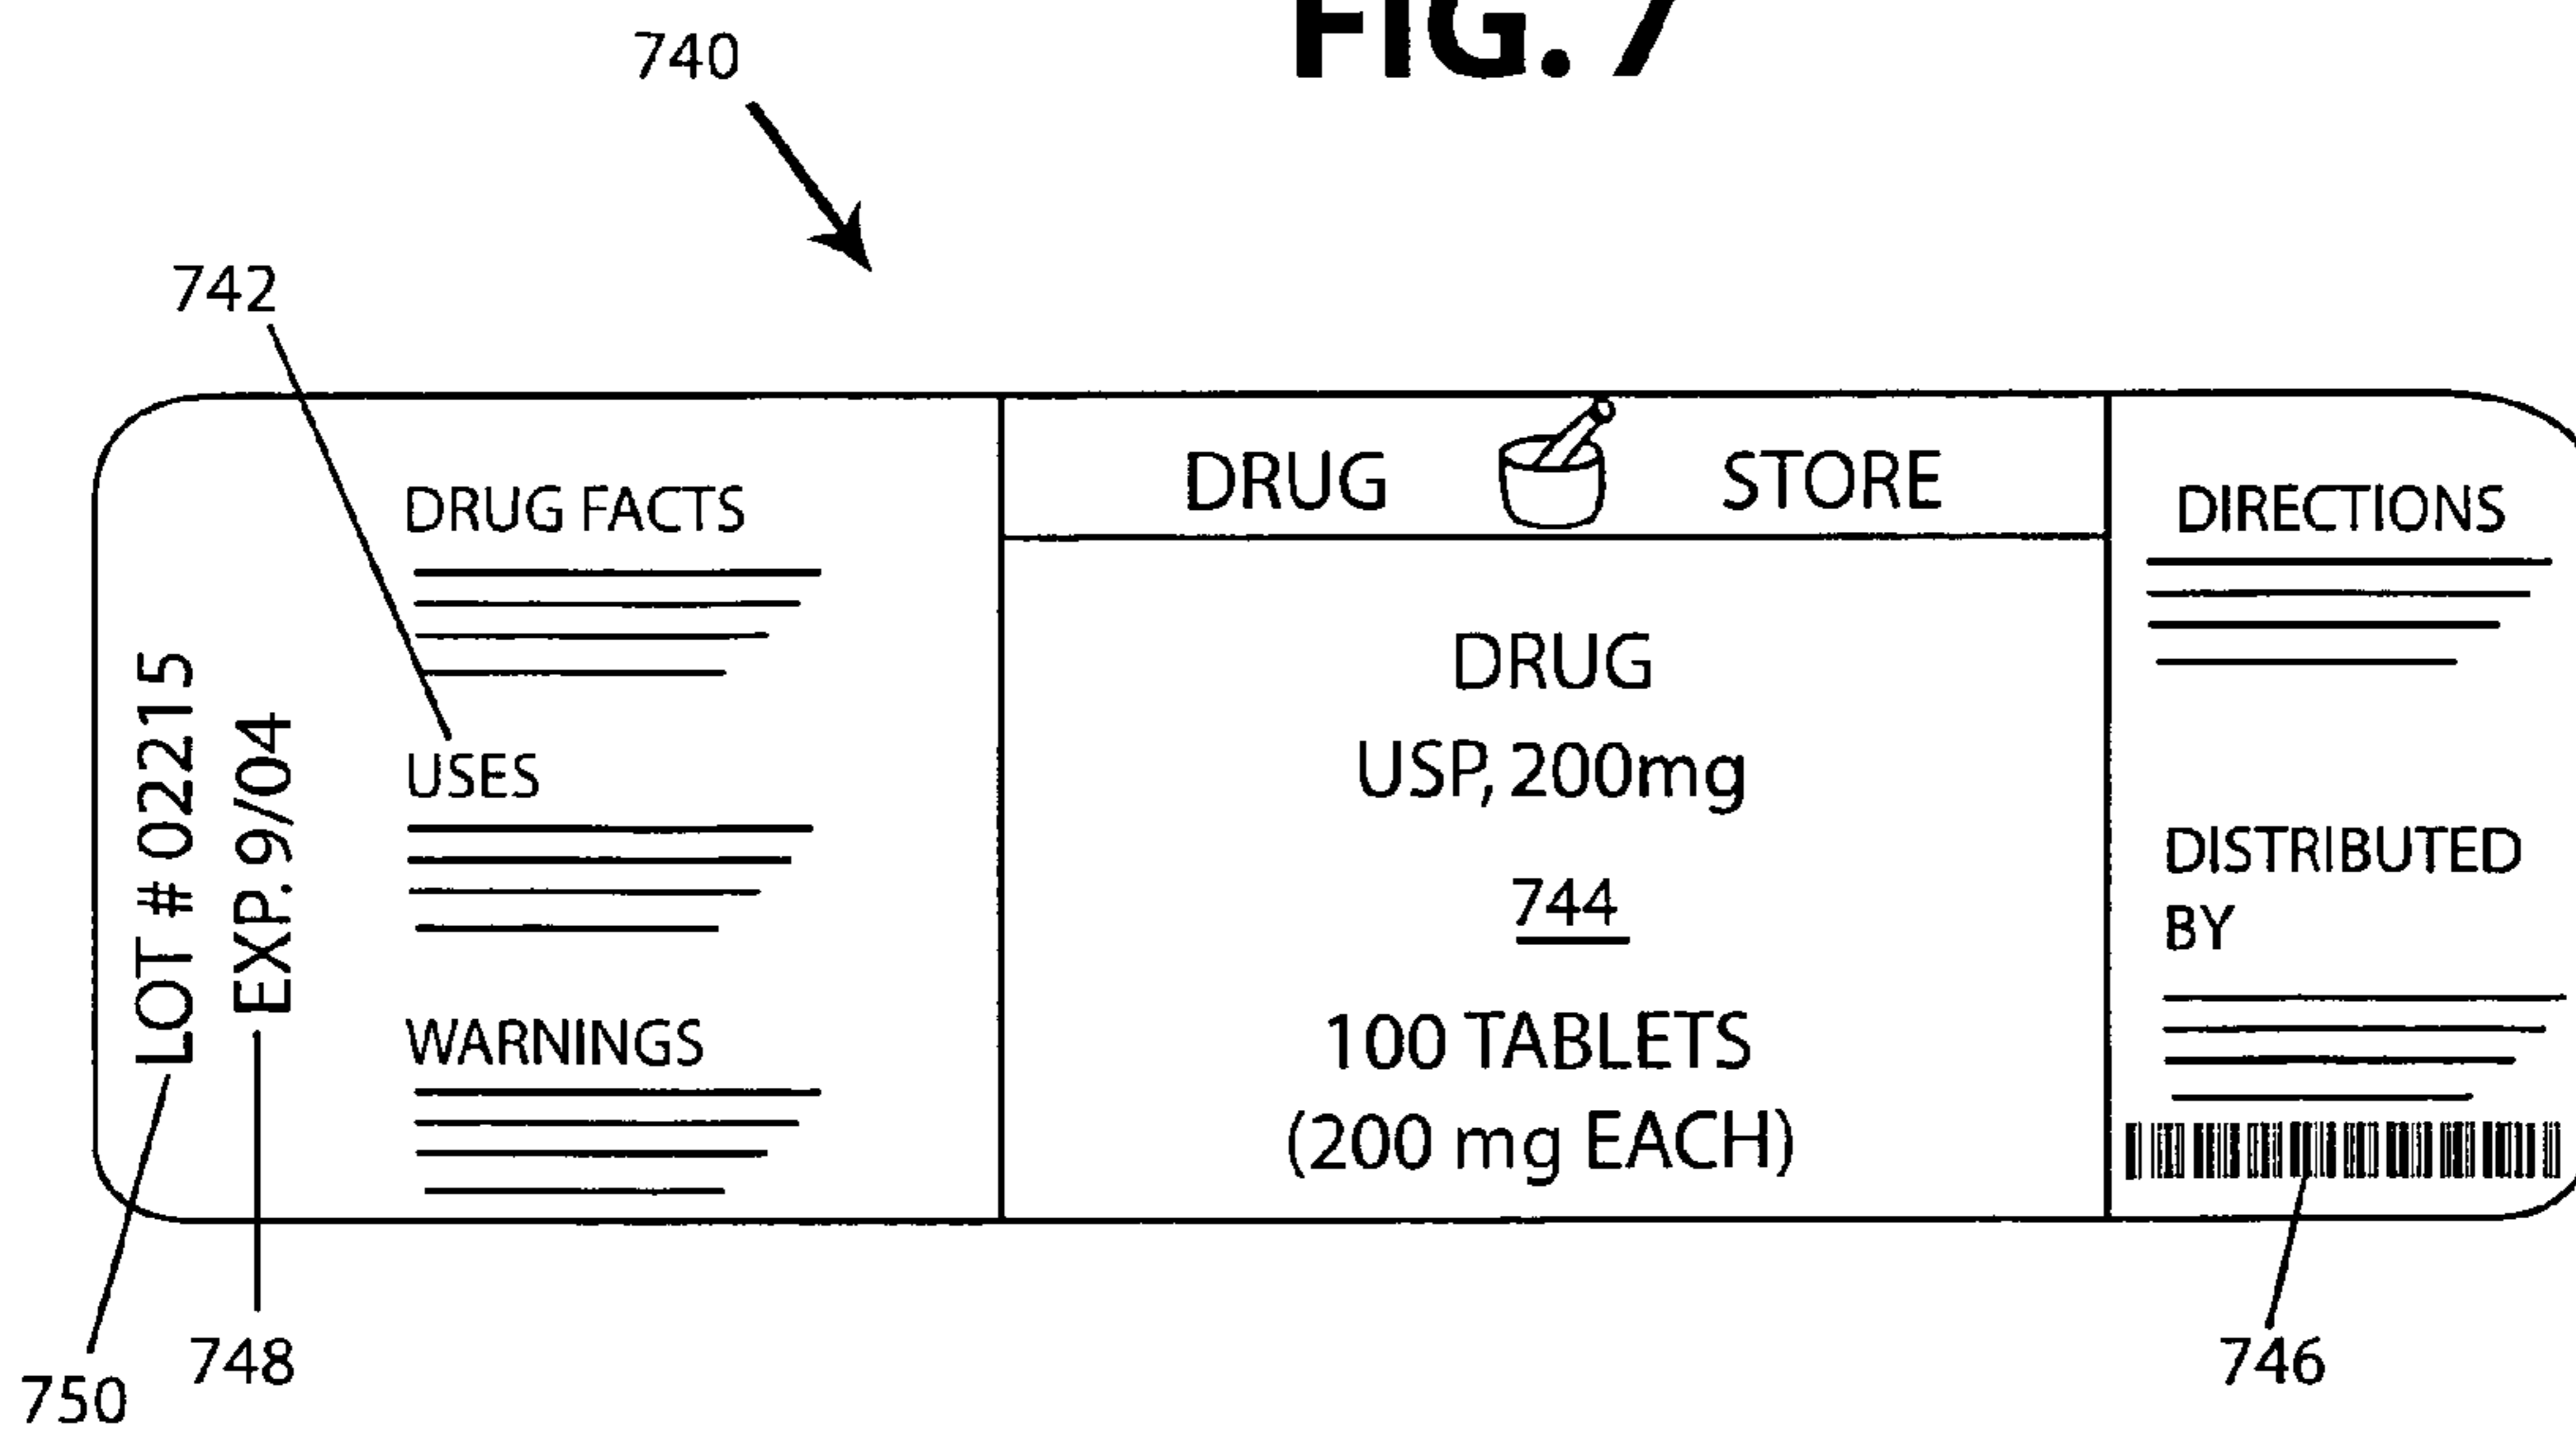 FIG. 7
740
742
LOT # 02215
EXP. 9/04
DRUG FACTS
USES
WARNINGS
DRUG STORE
DRUG
USP, 200mg
744
100 TABLETS
(200 mg EACH)
DIRECTIONS
DISTRIBUTED
BY
750
748
746